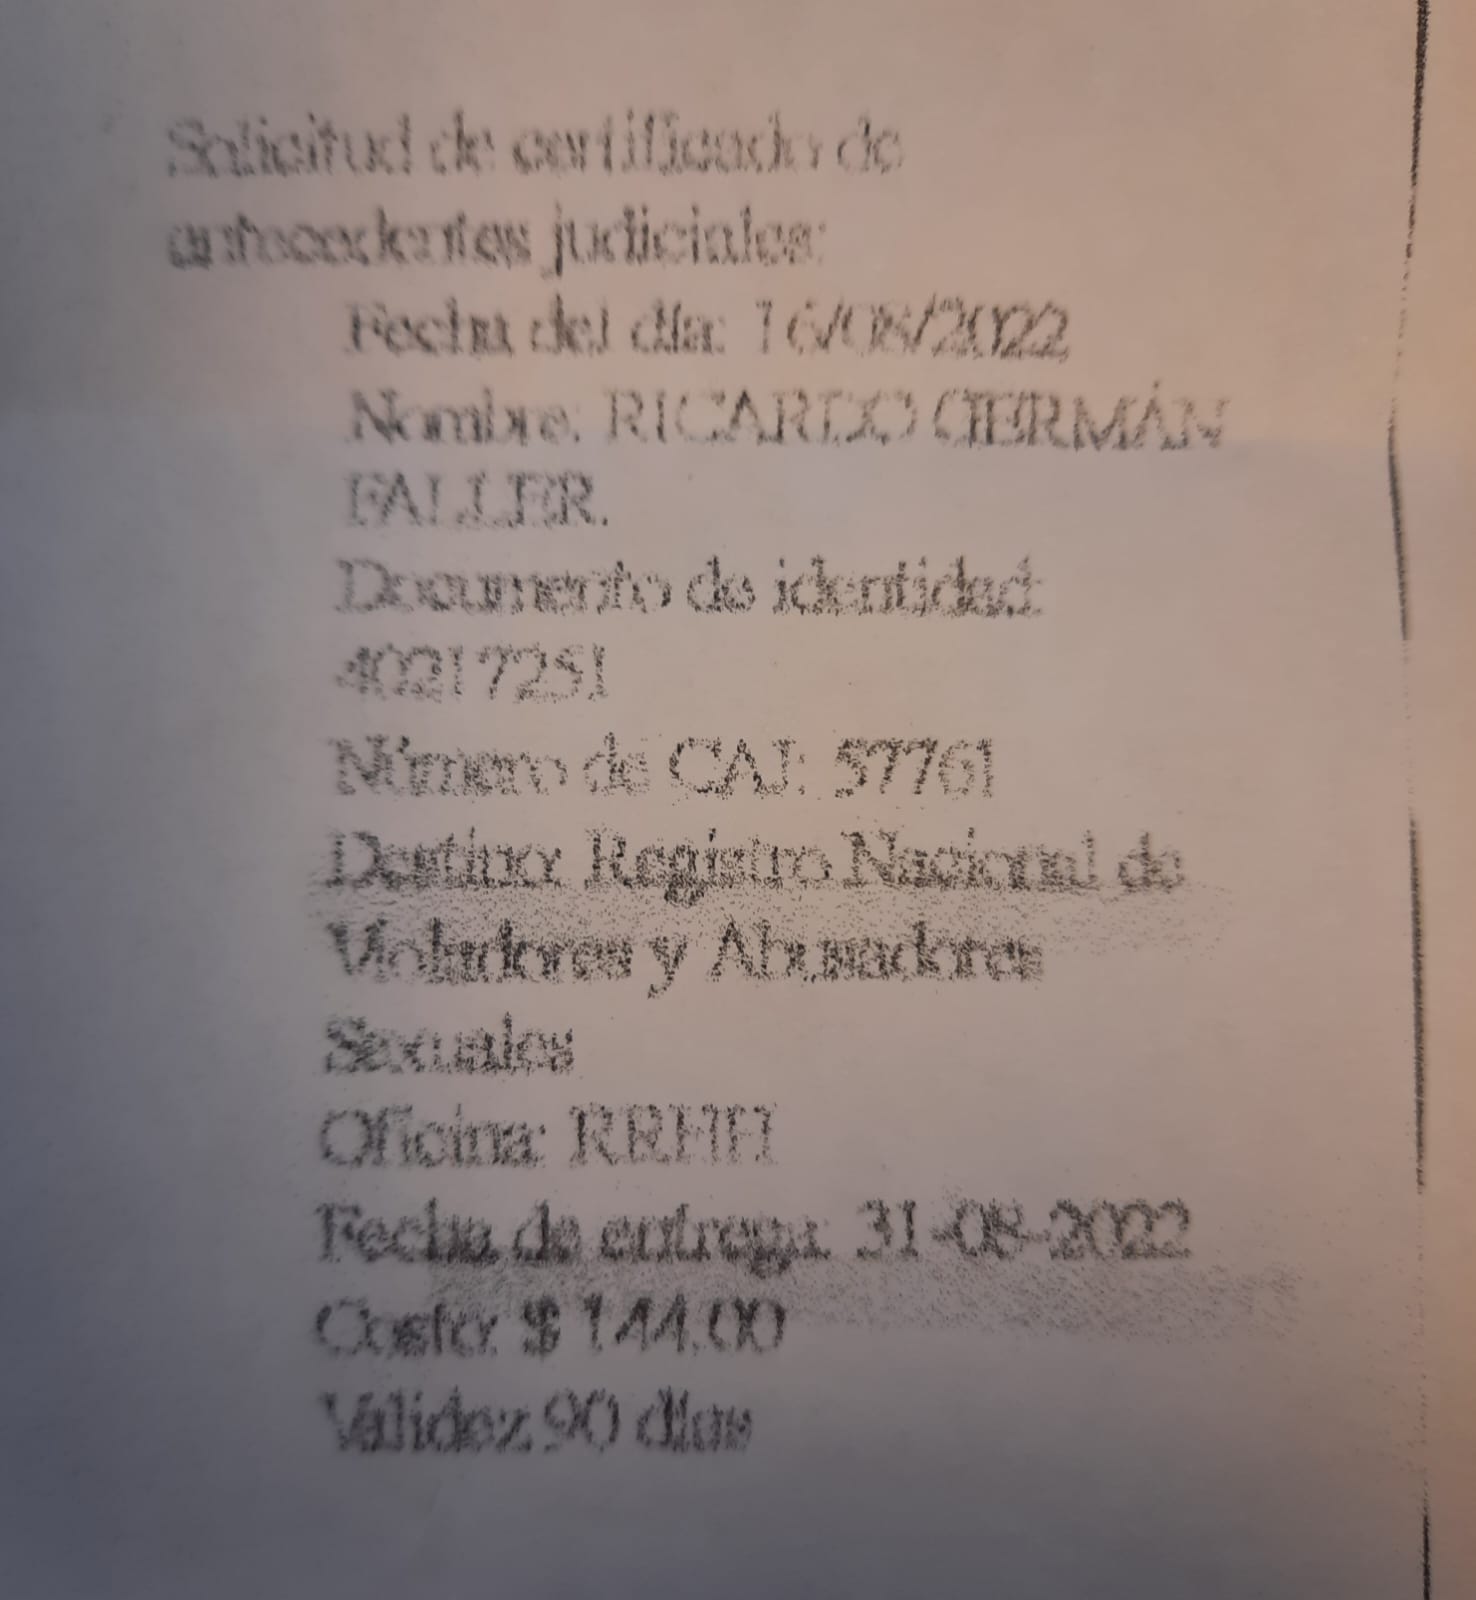 Solicitud de certificado de
antecedentes judiciales:
Fecha del día: 16/08/2022
Nombre: RICARDO GERMÁN
FALLER.
Documento de identidad:
40217251
Número de CAJ: 57761
Destino: Registro Nacional de
Violadores y Abusadores
Sexuales
Oficina: RRHH
Fecha de entrega: 31-08-2022
Costo: $ 144.00
Validez 90 días